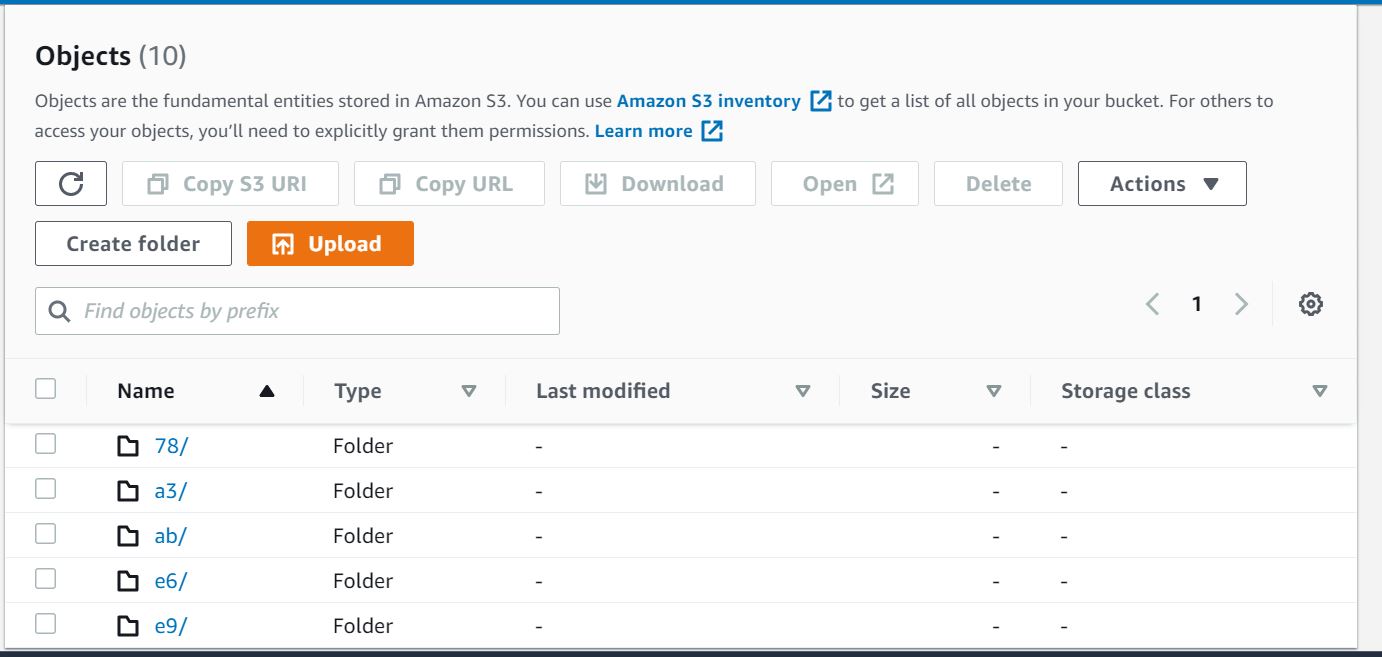 Objects (10)
Objects are the fundamental entities stored in Amazon S3. You can use Amazon S3 inventory to get a list of all objects in your bucket. For others to
access your objects, you’ll need to explicitly grant them permissions. Learn more
Copy S3 URI Copy URL Download Open Delete Actions
Create folder Upload
Find objects by prefix 1
Name Type Last modified Size Storage class
78/ Folder - - -
a3/ Folder - - -
ab/ Folder - - -
e6/ Folder - - -
e9/ Folder - - -